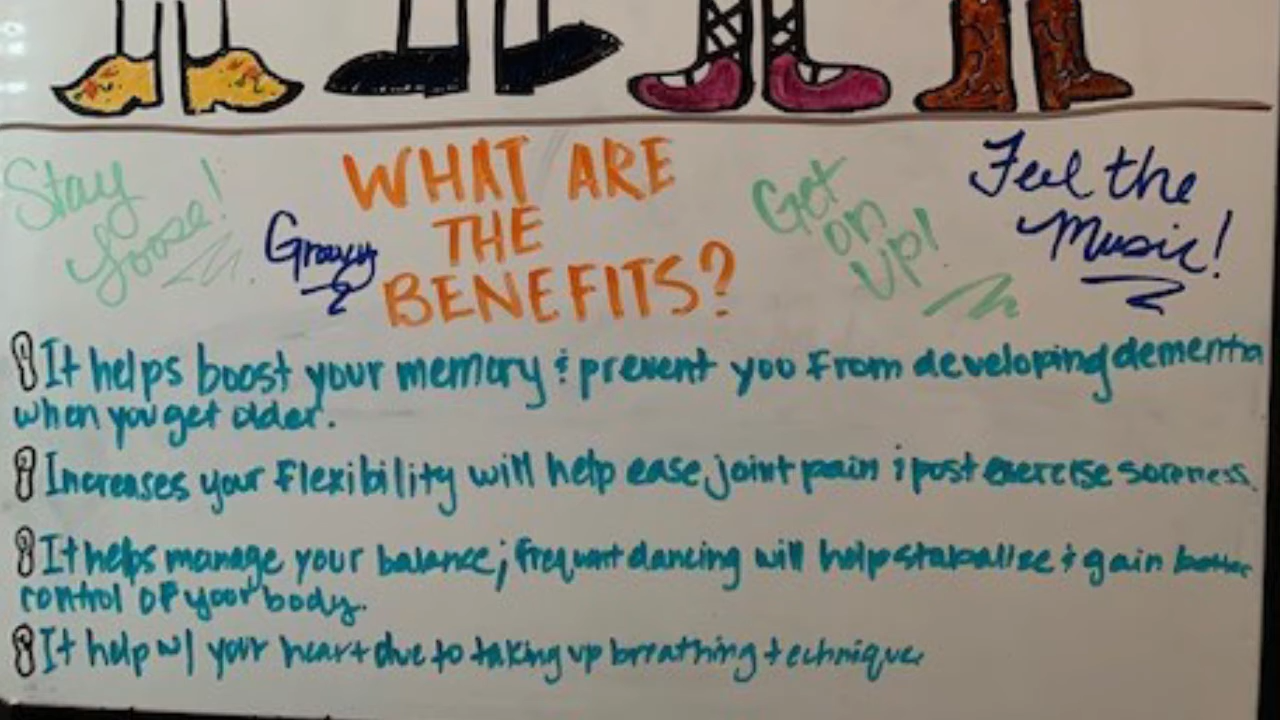 Stay
Loose!
Groovy
WHAT ARE
THE
BENEFITS?
Get
on
up!
Feel the
Music!
It helps boost your memory & prevent you from developing dementia
when you get older.
Increases your flexibility will help ease joint pain & post exercise soreness.
It helps manage your balance; frequent dancing will help stabalize & gain better
control of your body.
It help w/ your heart due to taking up breathing technique